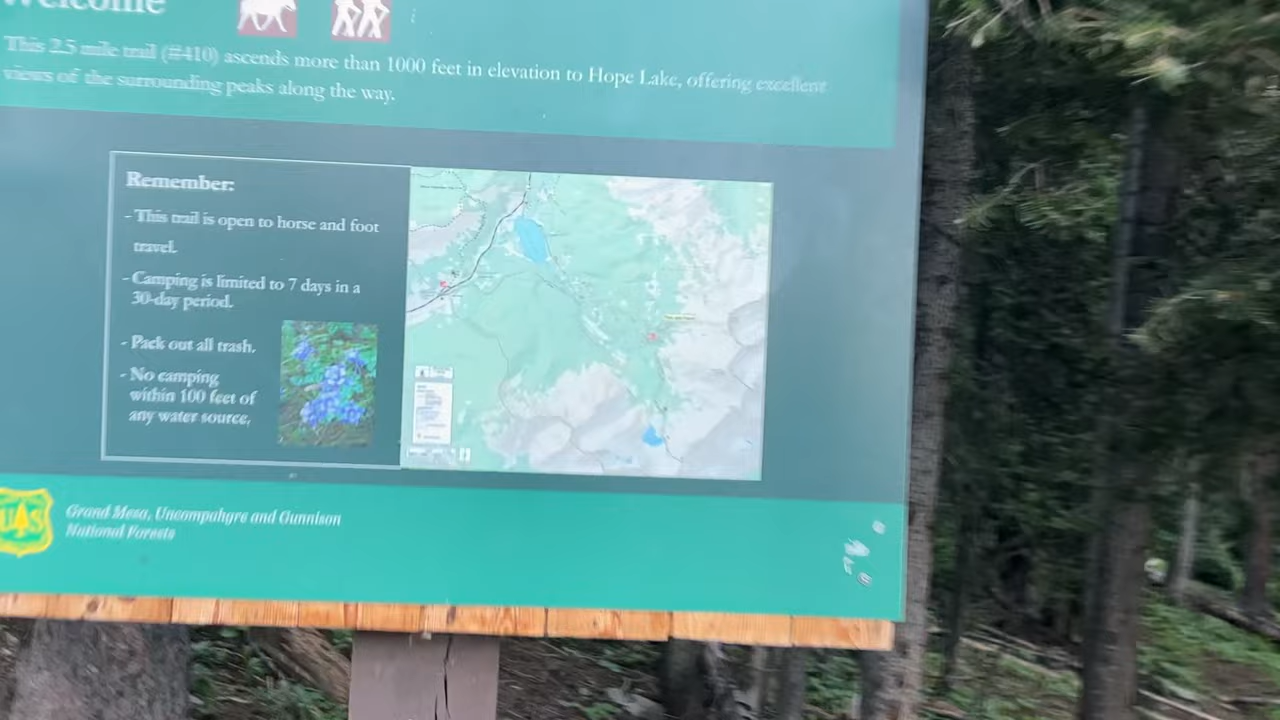 Welcome
This 2.5 mile trail (#410) ascends more than 1000 feet in elevation to Hope Lake, offering excellent
views of the surrounding peaks along the way.
Remember:
- This trail is open to horse and foot
travel.
- Camping is limited to 7 days in a
30-day period.
- Pack out all trash.
- No camping
within 100 feet of
any water source.
UAS
Grand Mesa, Uncompahgre and Gunnison
National Forests